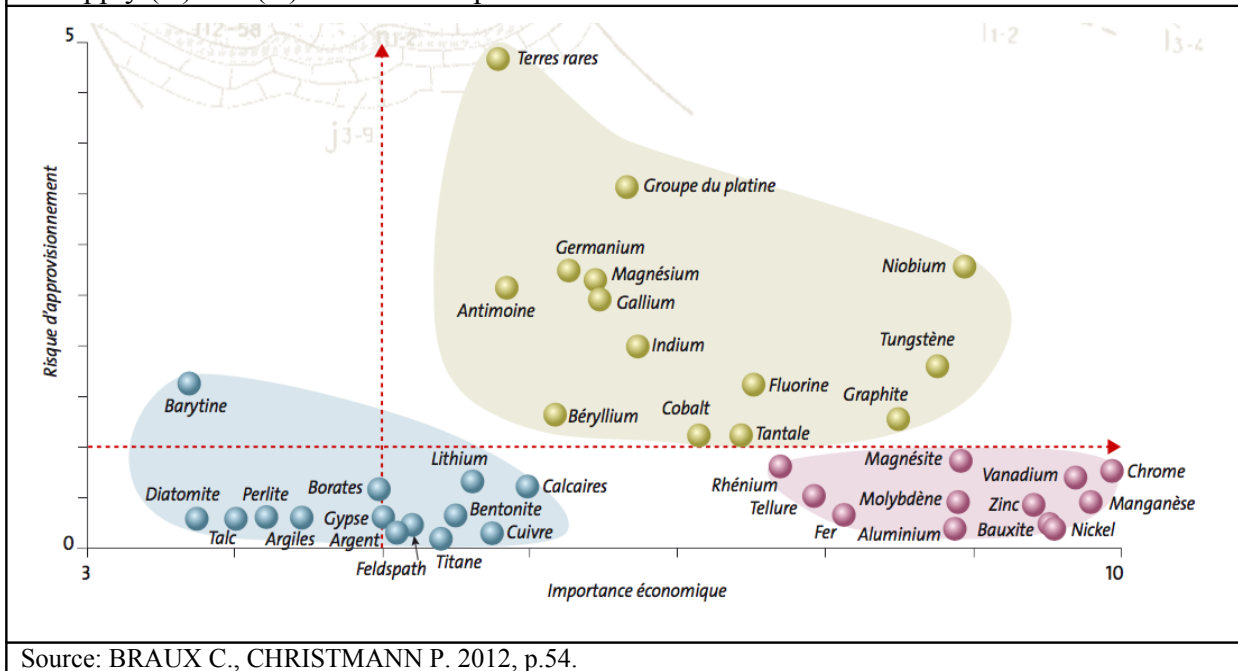 5
Terres rares
j3-9
Groupe du platine
Risque d'approvisionnement
Germanium
Magnésium
Gallium
Antimoine
Niobium
Indium
Tungstène
Fluorine
Graphite
Barytine
Béryllium
Cobalt
Tantale
Lithium
Magnésite
Vanadium
Chrome
Rhénium
Diatomite
Perlite
Borates
Calcaires
Tellure
Molybdène
Zinc
Manganèse
Talc
Argiles
Gypse
Bentonite
Argent
Cuivre
Fer
Aluminium
Bauxite
Nickel
0
Feldspath
Titane
3
10
Importance économique
Source: BRAUX C., CHRISTMANN P. 2012, p.54.